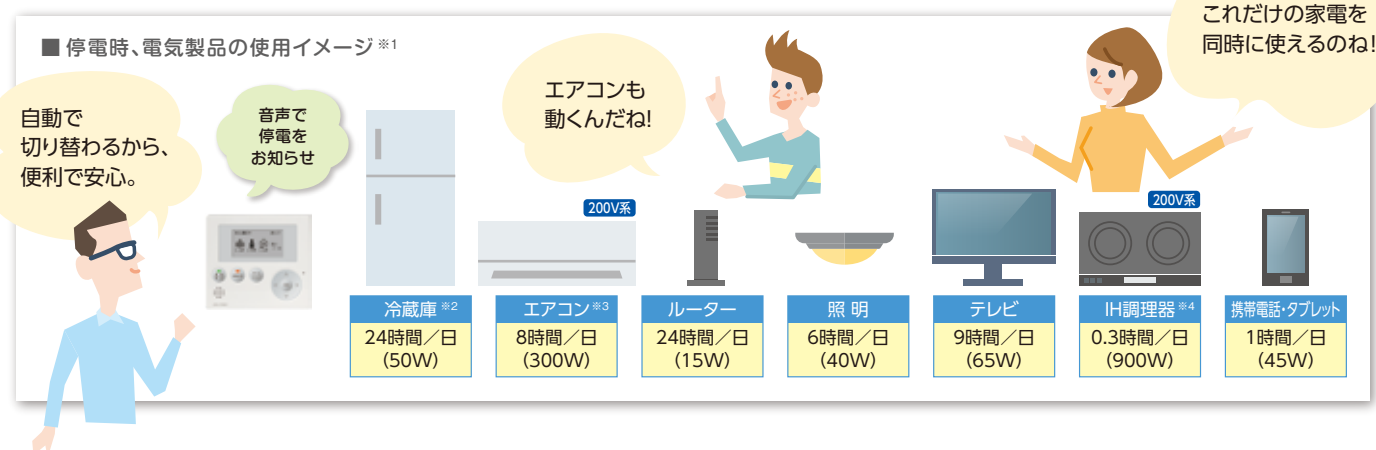 ■停電時、電気製品の使用イメージ※1
これだけの家電を
同時に使えるのね!
自動で
切り替わるから、
便利で安心。
音声で
停電を
お知らせ
エアコンも
動くんだね!
200V系
200V系
冷蔵庫※2
24時間／日
(50W)
エアコン※3
8時間／日
(300W)
ルーター
24時間／日
(15W)
照明
6時間／日
(40W)
テレビ
9時間／日
(65W)
IH調理器※4
0.3時間／日
(900W)
携帯電話・タブレット
1時間／日
(45W)